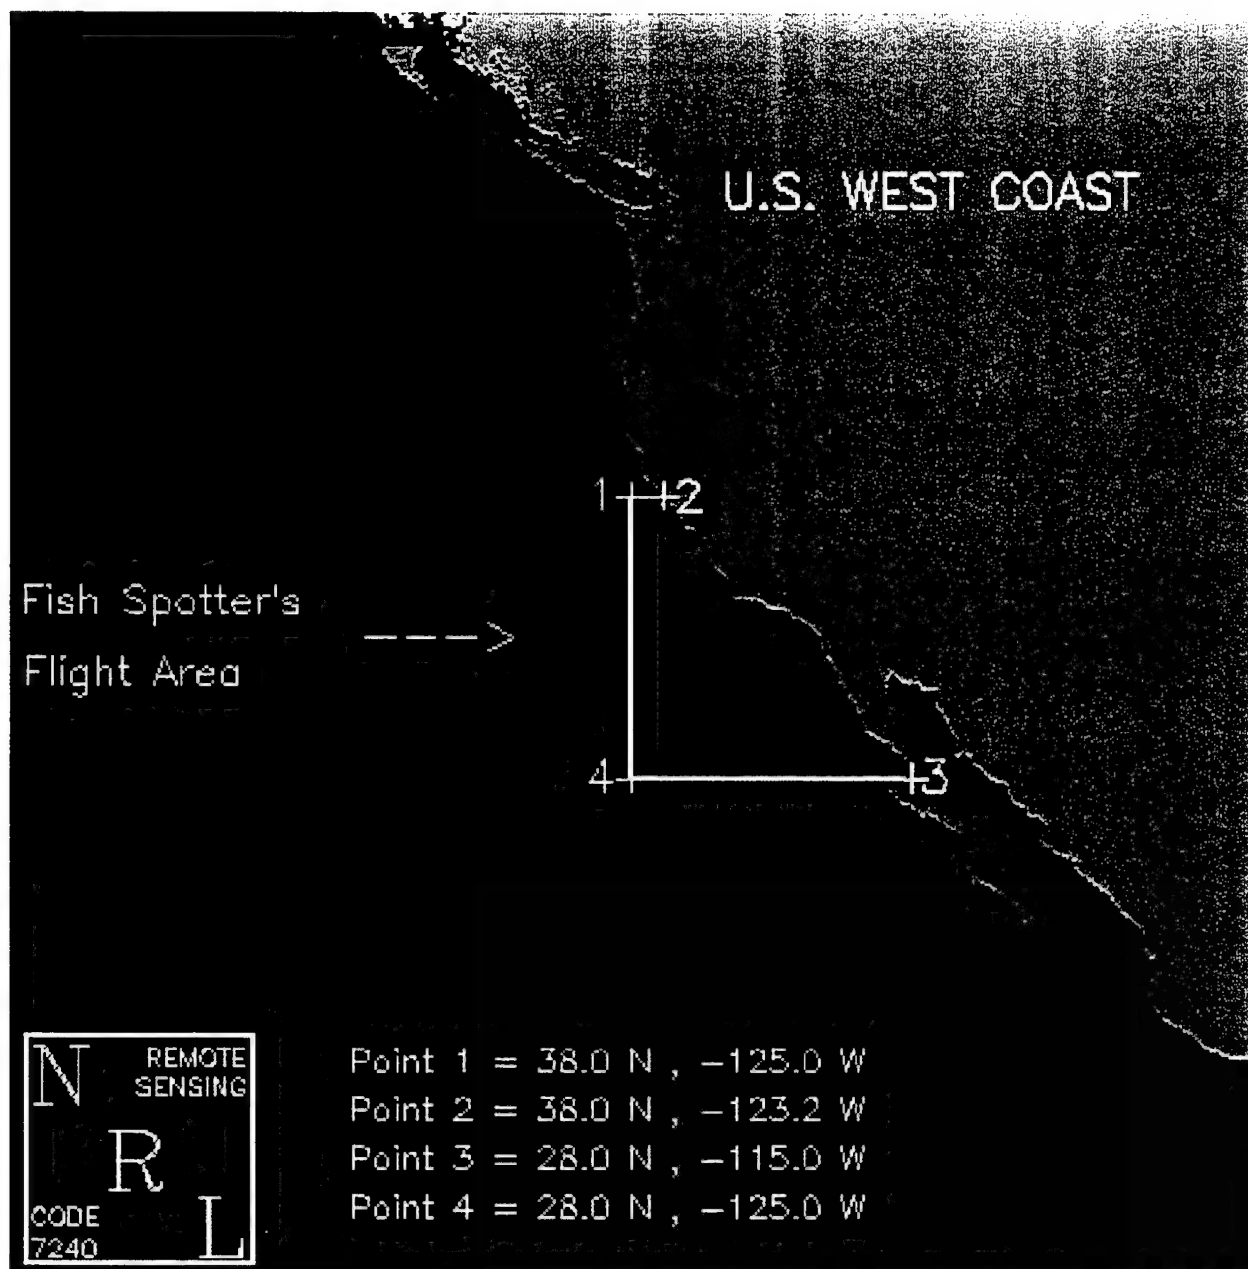 U.S. WEST COAST
1 2
Fish Spotter's
Flight Area
4 3
N REMOTE
SENSING
R
CODE
7240 L
Point 1 = 38.0 N , -125.0 W
Point 2 = 38.0 N , -123.2 W
Point 3 = 28.0 N , -115.0 W
Point 4 = 28.0 N , -125.0 W